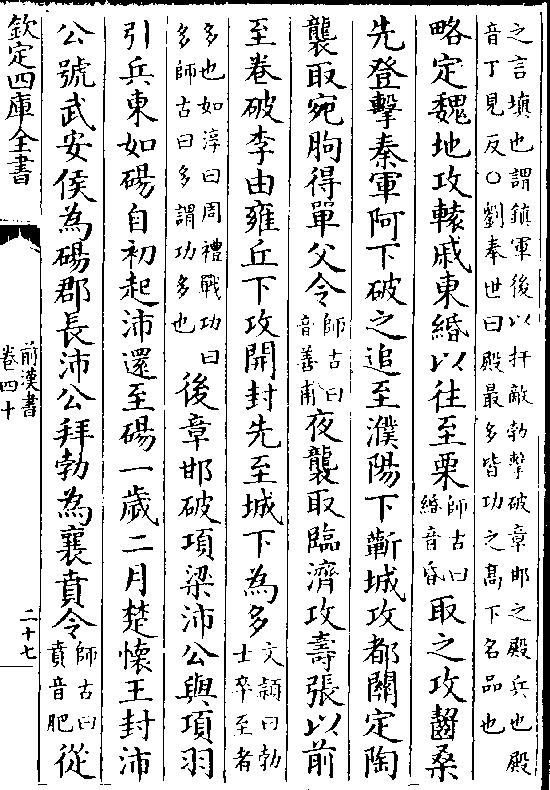 之言填也謂鎮軍後以扞敵勃擊破章邯之殿兵也殿
音丁見反○劉奉世曰殿最多皆功之髙下名品也
略定魏地攻轅戚東緡以往至栗師古曰
緡音昏取之攻齧桑
先登擊秦軍阿下破之追至濮陽下蘄城攻都關定陶
襲取宛朐得單父令師古曰
音善甫夜襲取臨濟攻壽張以前
至卷破李由雍丘下攻開封先至城下為多文頴曰勃
士卒至者
多也如淳曰周禮戰功曰
多師古曰多謂功多也後章邯破項梁沛公與項羽
引兵東如碭自初起沛還至碭一歲二月楚懷王封沛
公號武安侯為碭郡長沛公拜勃為襄賁令師古曰
賁音肥從
欽定四庫全書
前漢書
卷四十
二十七